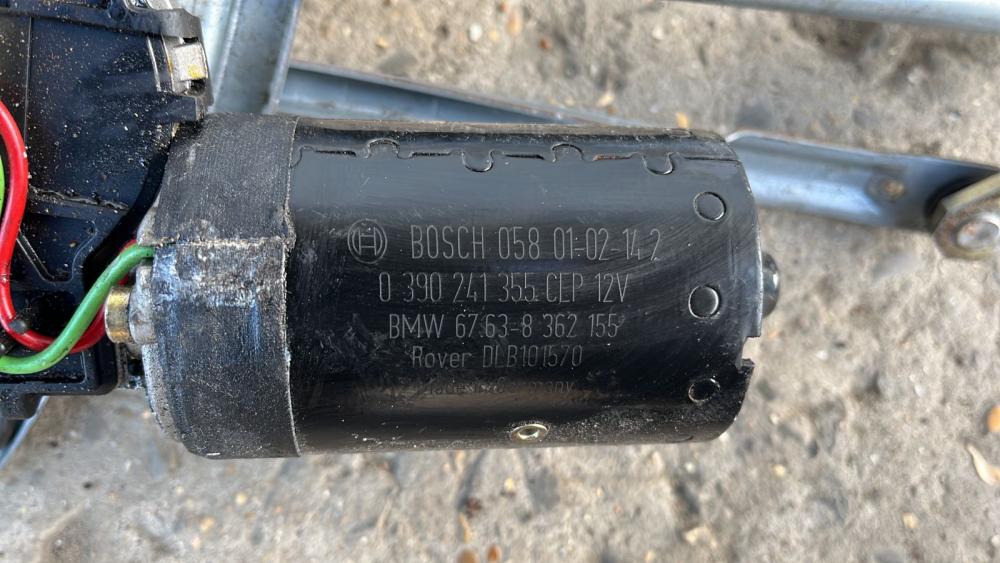 BOSCH 058 01-02-14 2
0 390 241 355 CEP 12V
BMW 67.63-8 362 155
Rover DLB101570